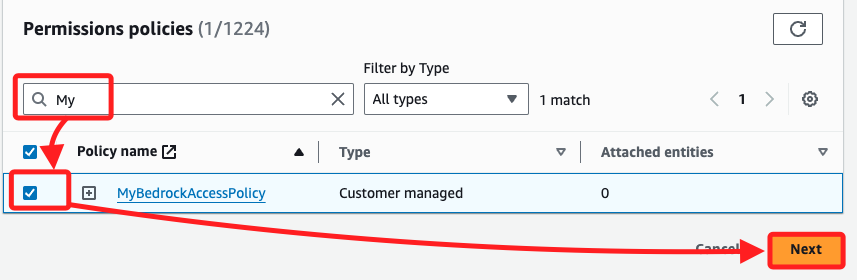 Permissions policies (1/1224)
Filter by Type
My
All types
1 match
1
Policy name
Type
Attached entities
MyBedrockAccessPolicy
Customer managed
0
Cancel
Next